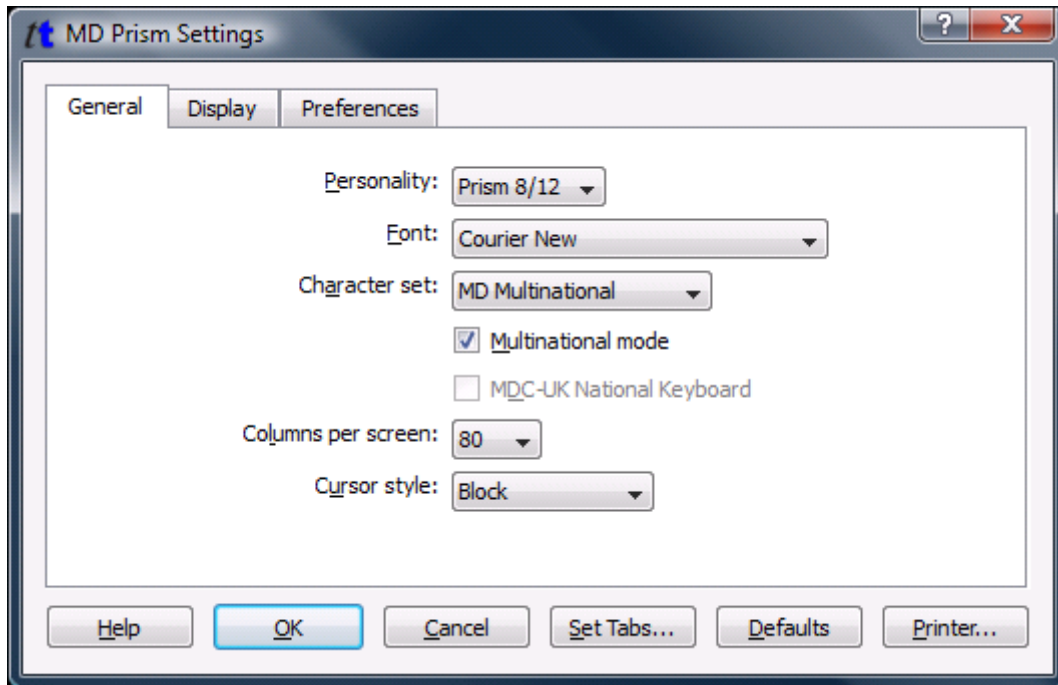 tt MD Prism Settings ?
General Display Preferences
Personality: Prism 8/12
Font: Courier New
Character set: MD Multinational
Multinational mode
MDC-UK National Keyboard
Columns per screen: 80
Cursor style: Block
Help OK Cancel Set Tabs... Defaults Printer...